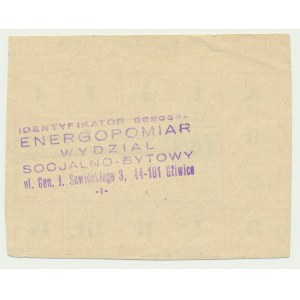 IDENTYFIKATOR
ENERGOPOMIAR
WYDZIAŁ
SOCJALNO-BYTOWY
ul. Gen. J. Sowińskiego 3, 44-101 Gliwice
-1-